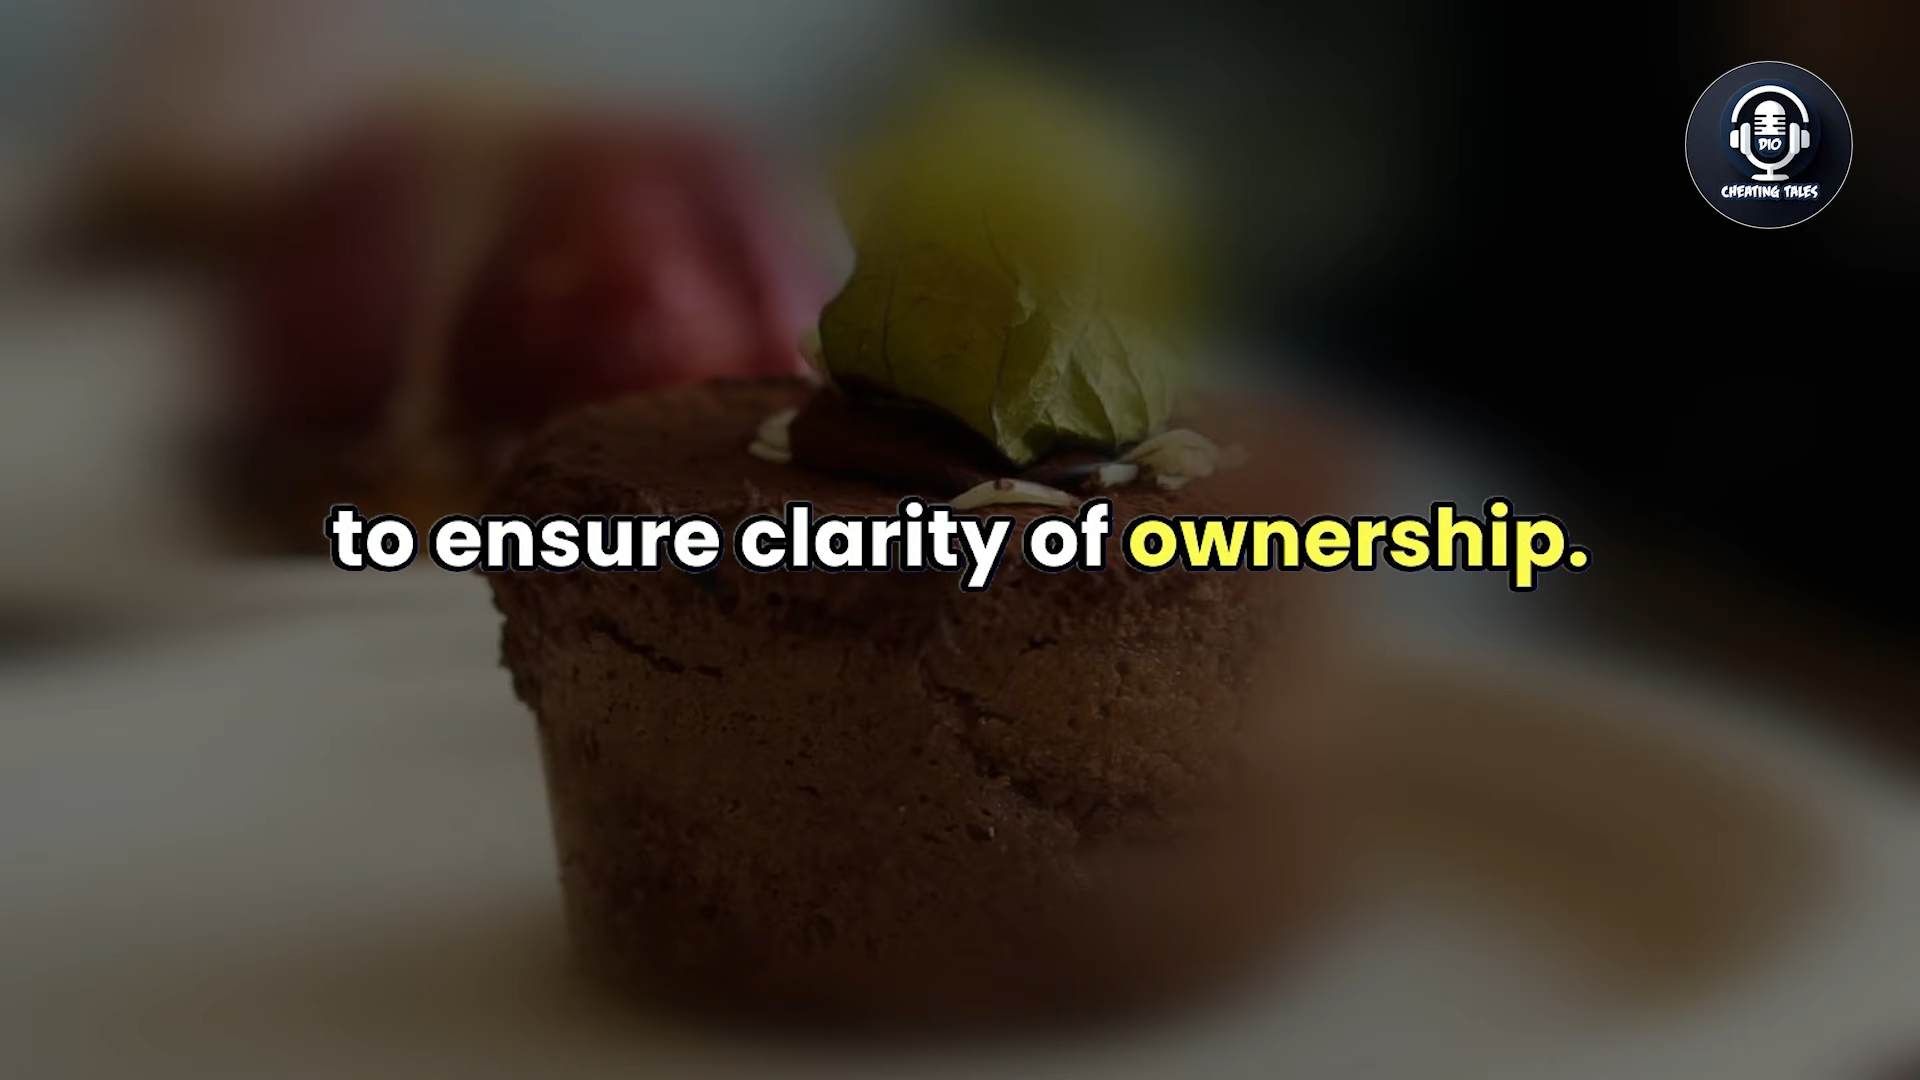 DIO
CHEATING TALES
to ensure clarity of ownership.